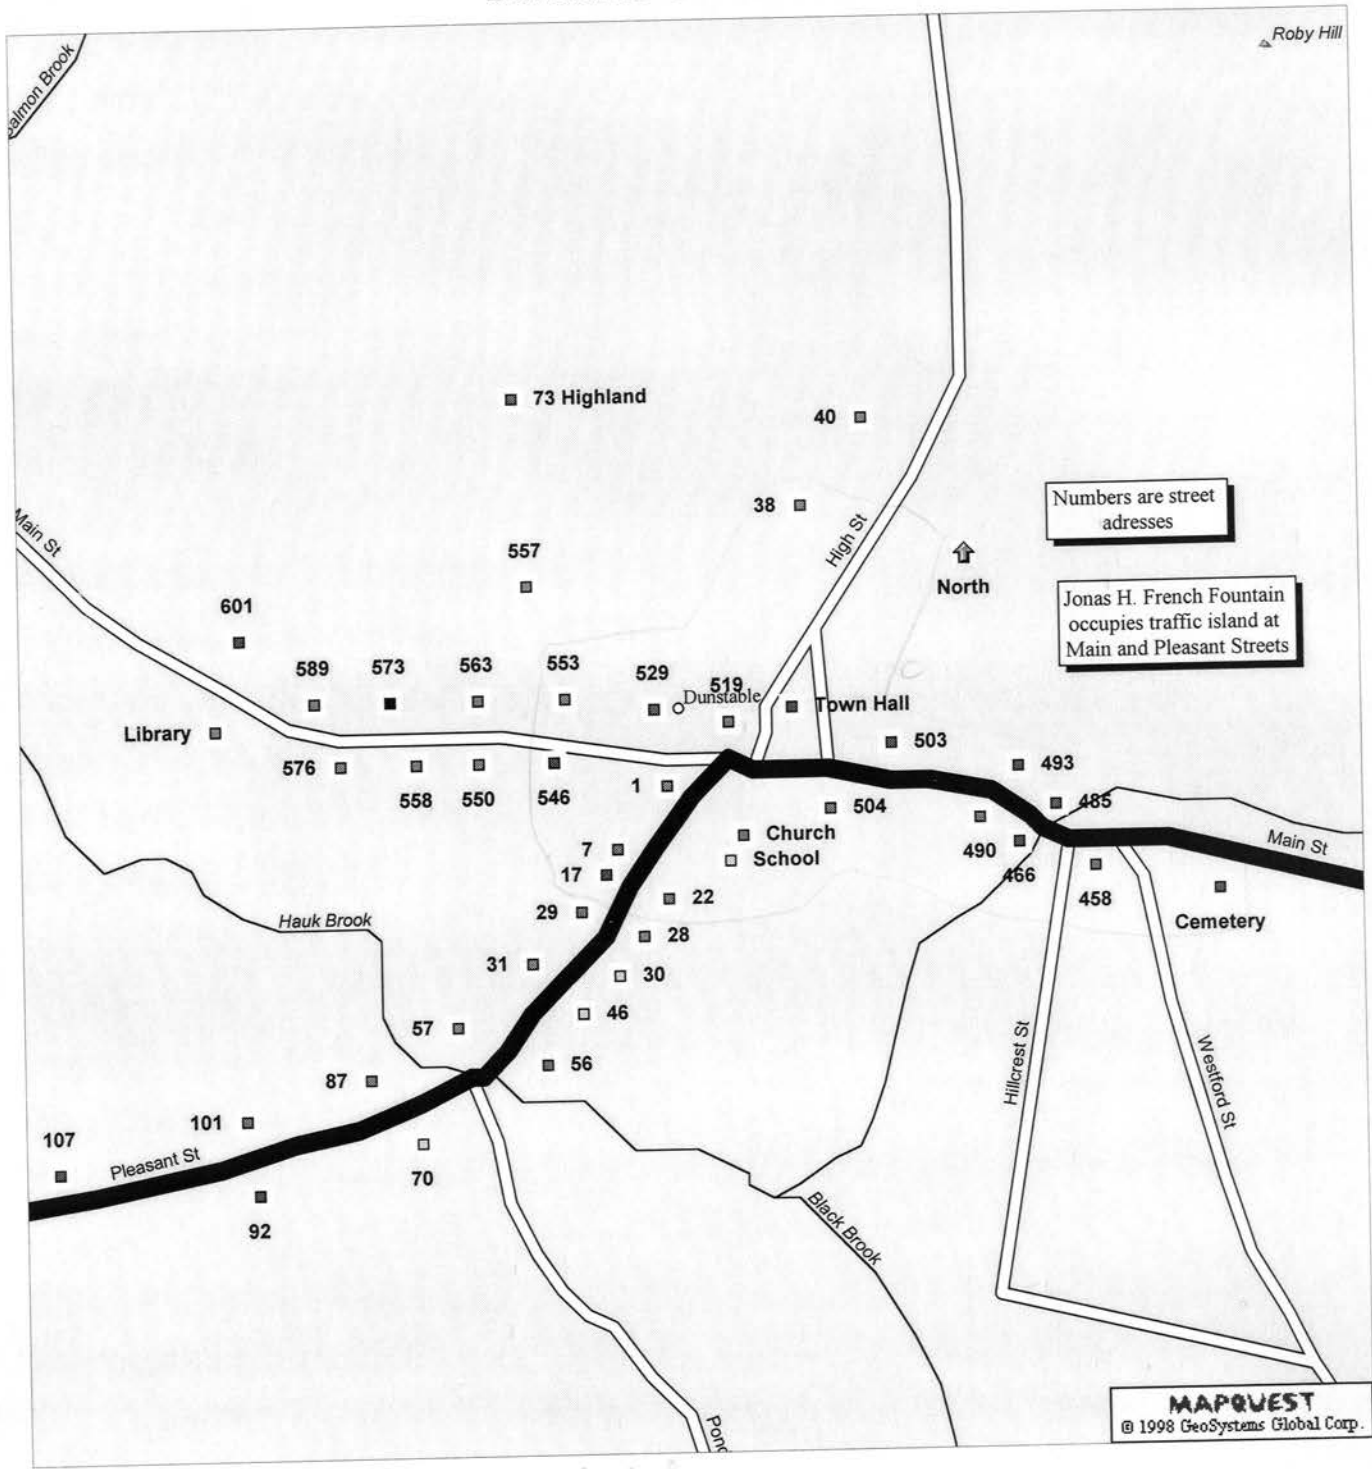 Roby Hill
Salmon Brook
73 Highland
40
38
High St
Numbers are street
adresses
North
Jonas H. French Fountain
occupies traffic island at
Main and Pleasant Streets
Main St
557
601
589
573
563
553
529
Dunstable
519
Town Hall
Library
503
493
576
558
550
546
1
504
485
Church
School
490
466
458
Main St
7
17
22
29
28
Cemetery
Hauk Brook
31
30
46
57
56
87
Hillcrest St
Westford St
101
107
Pleasant St
70
92
Black Brook
Pond
MAPQUEST
© 1998 GeoSystems Global Corp.